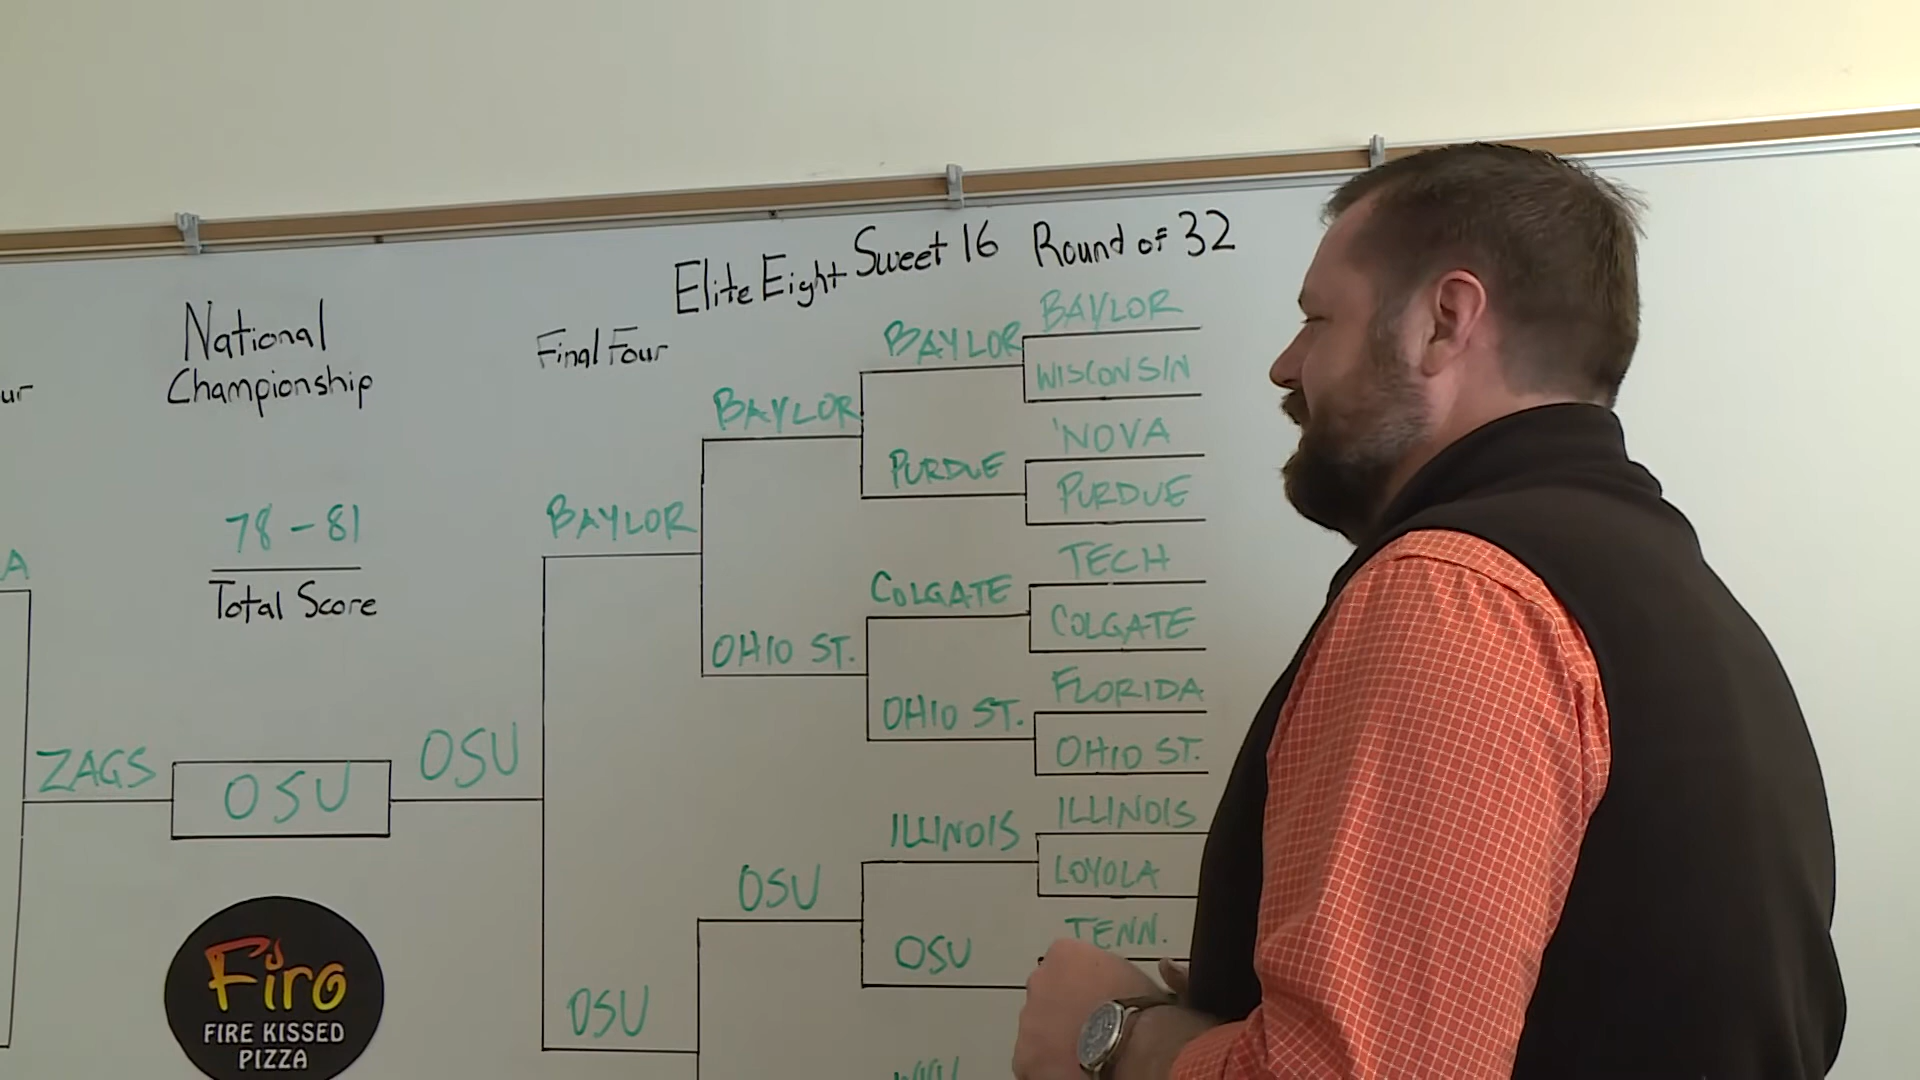 Elite Eight
Sweet 16
Round of 32
National
Championship
Final Four
ur
78 - 81
Total Score
A
ZAGS
OSU
OSU
BAYLOR
OSU
BAYLOR
OHIO ST.
OSU
BAYLOR
PURDUE
COLGATE
OHIO ST.
ILLINOIS
OSU
BAYLOR
WISCONSIN
'NOVA
PURDUE
TECH
COLGATE
FLORIDA
OHIO ST.
ILLINOIS
LOYOLA
TENN.
Firo
FIRE KISSED
PIZZA